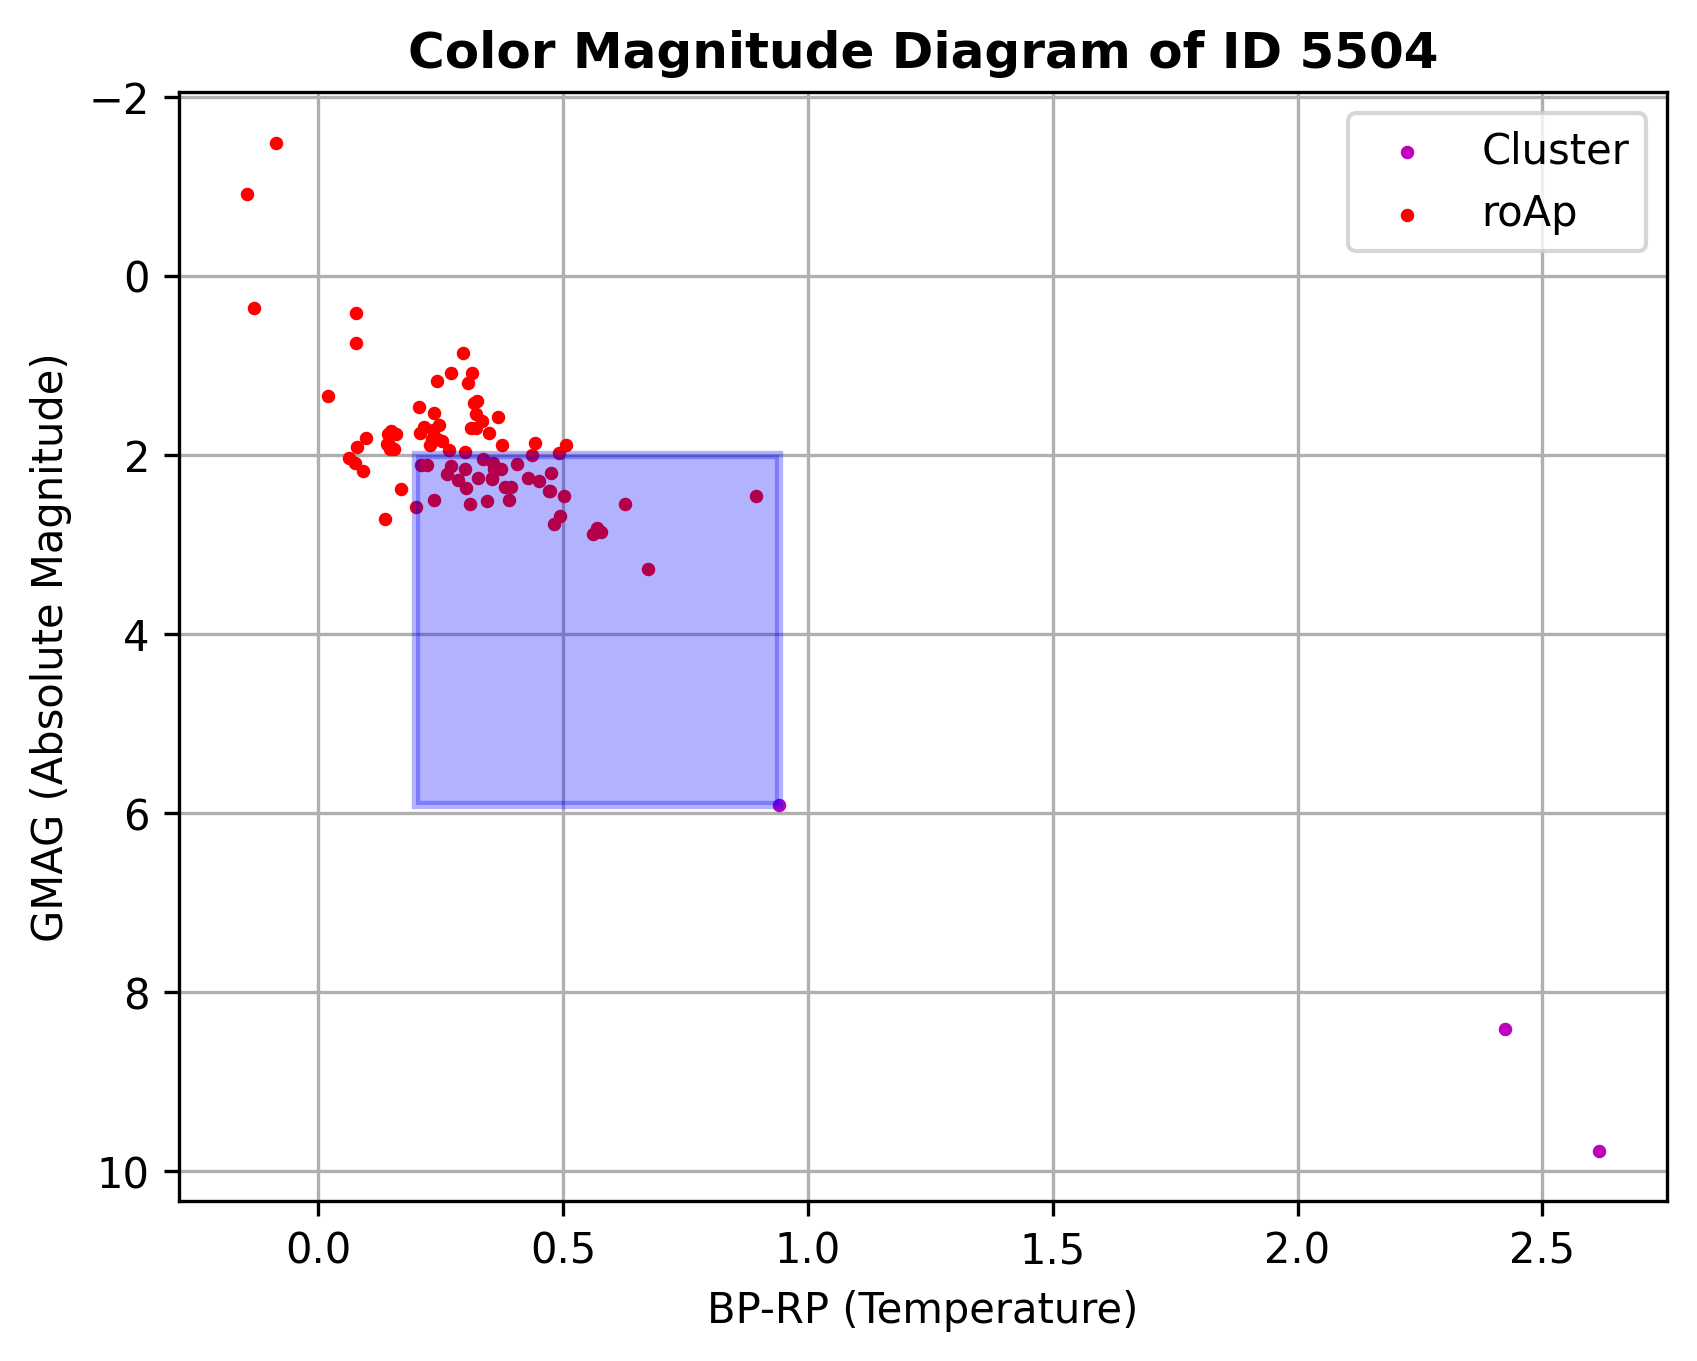 Color Magnitude Diagram of ID 5504
Cluster
roAp
GMAG (Absolute Magnitude)
−2
0
2
4
6
8
10
0.0 0.5 1.0 1.5 2.0 2.5
BP-RP (Temperature)